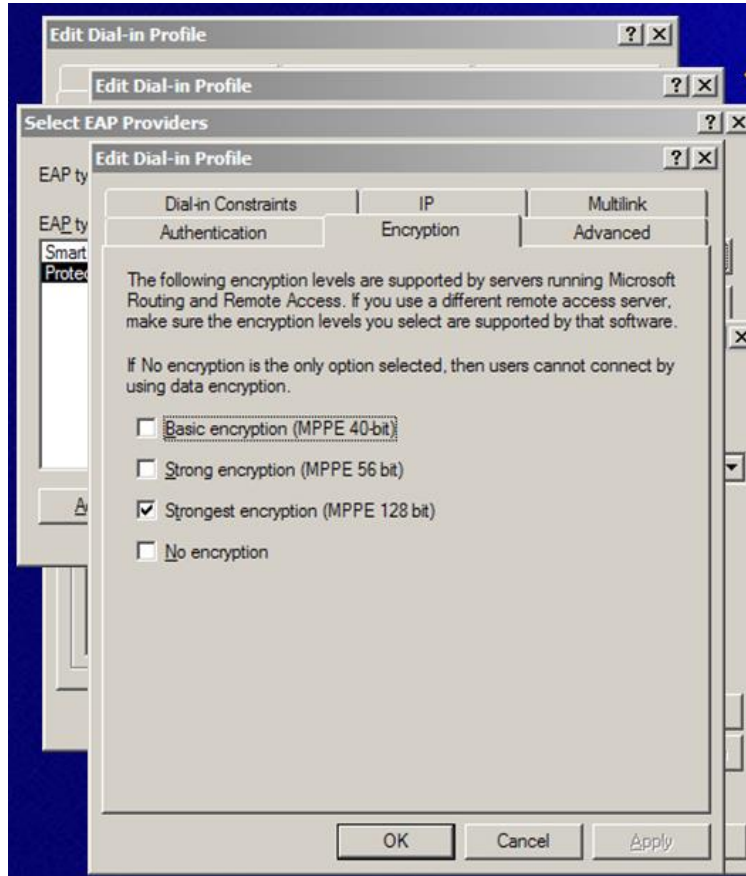 Edit Dial-in Profile
Edit Dial-in Profile
Select EAP Providers
Edit Dial-in Profile
EAP
EAP
Smart
Dial-in Constraints IP Multilink
Authentication Encryption Advanced
The following encryption levels are supported by servers running Microsoft
Routing and Remote Access. If you use a different remote access server,
make sure the encryption levels you select are supported by that software.
If No encryption is the only option selected, then users cannot connect by
using data encryption.
Basic encryption (MPPE 40-bit)
Strong encryption (MPPE 56 bit)
Strongest encryption (MPPE 128 bit)
No encryption
OK Cancel Apply